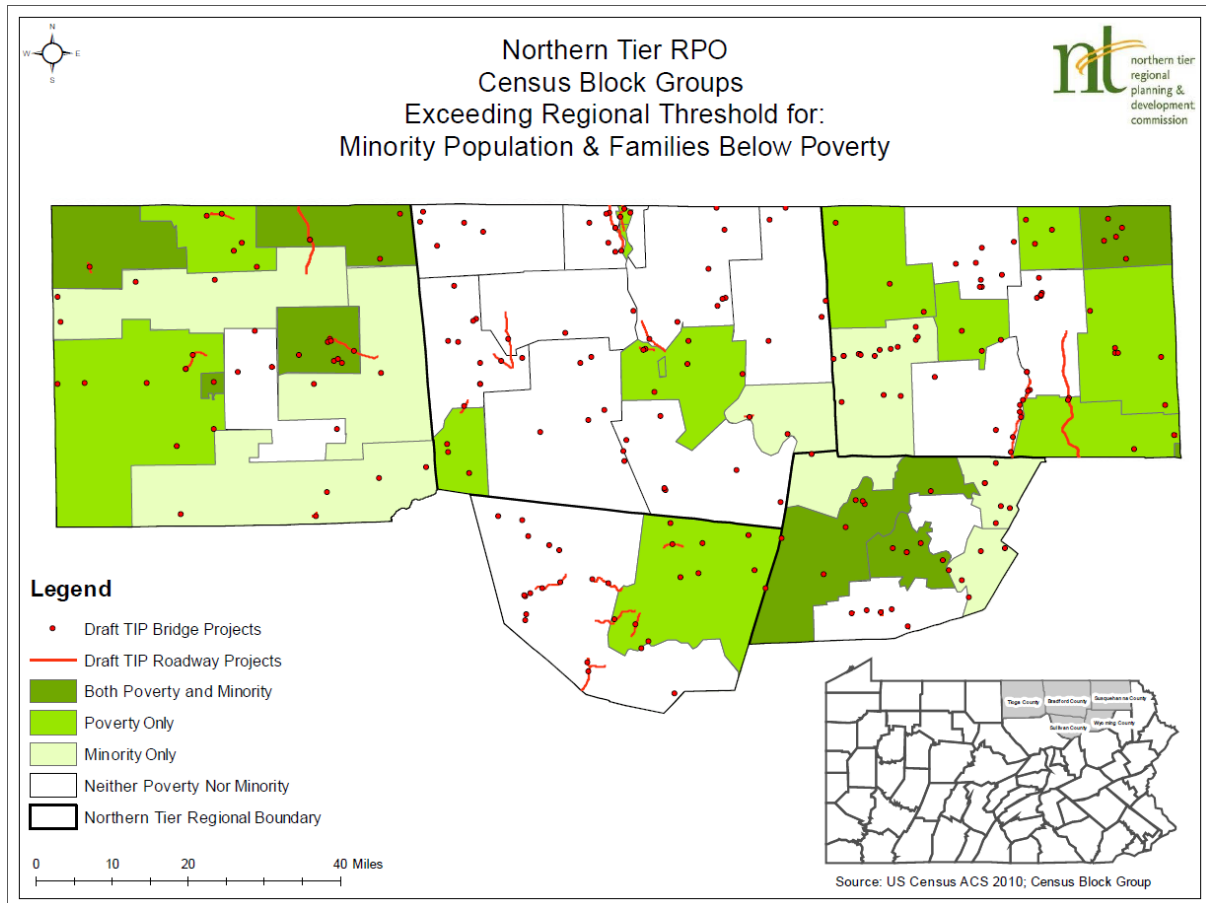 N
W
E
S
Northern Tier RPO
Census Block Groups
Exceeding Regional Threshold for:
Minority Population & Families Below Poverty
nt
northern tier
regional
planning &
development
commission
Legend
Draft TIP Bridge Projects
Draft TIP Roadway Projects
Both Poverty and Minority
Poverty Only
Minority Only
Neither Poverty Nor Minority
Northern Tier Regional Boundary
0 10 20 40 Miles
Tioga County
Bradford County
Susquehanna County
Sullivan County
Wyoming County
Source: US Census ACS 2010; Census Block Group